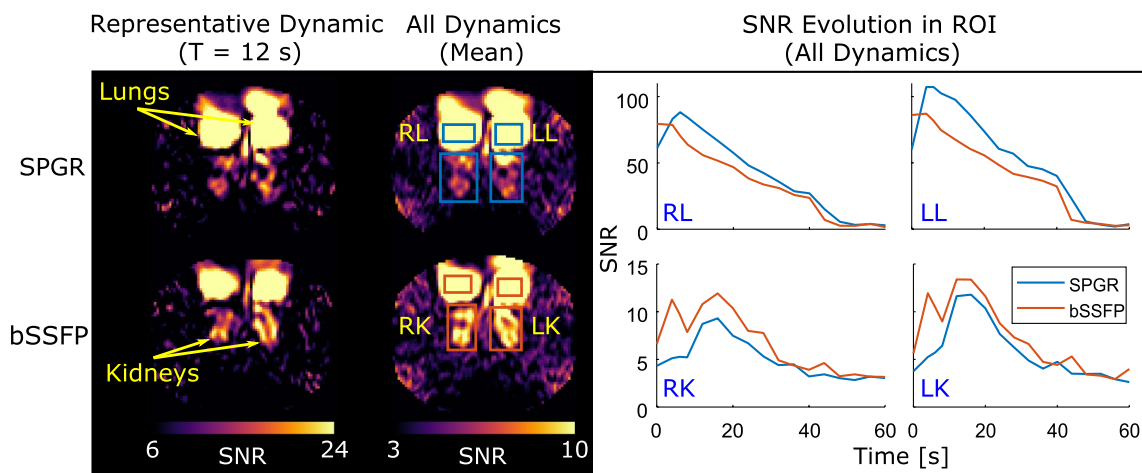 Representative Dynamic
(T = 12 s)
All Dynamics
(Mean)
SNR Evolution in ROI
(All Dynamics)
Lungs
SPGR
RL
LL
bSSFP
RK
LK
Kidneys
6
24
SNR
3
10
SNR
SNR
100
50
0
RL
LL
15
10
5
0
RK
0
20
40
60
LK
SPGR
bSSFP
0
20
40
60
Time [s]